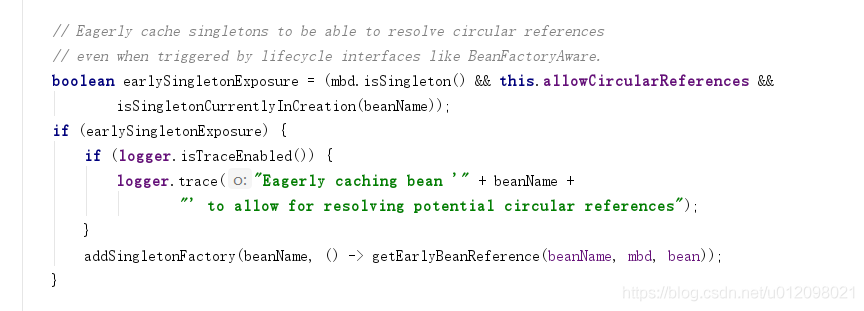 // Eagerly cache singletons to be able to resolve circular references
// even when triggered by lifecycle interfaces like BeanFactoryAware.
boolean earlySingletonExposure = (mbd.isSingleton() && this.allowCircularReferences &&
isSingletonCurrentlyInCreation(beanName));
if (earlySingletonExposure) {
if (logger.isTraceEnabled()) {
logger.trace( o: "Eagerly caching bean '" + beanName +
"' to allow for resolving potential circular references");
}
addSingletonFactory(beanName, () -> getEarlyBeanReference(beanName, mbd, bean));
}
https://blog.csdn.net/u012098021